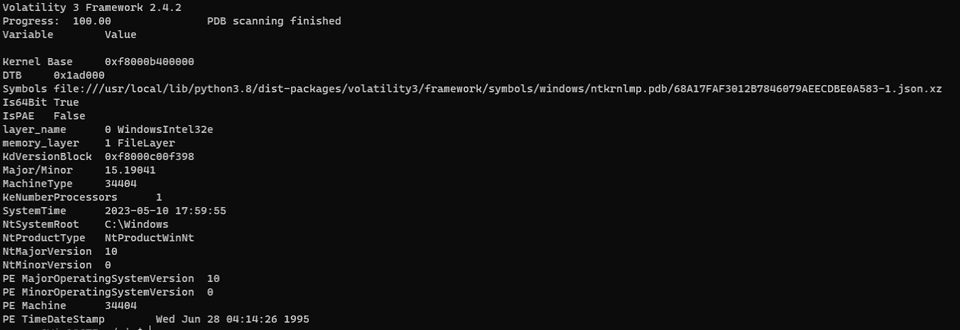 Volatility 3 Framework 2.4.2
Progress:  100.00               PDB scanning finished
Variable        Value
Kernel Base     0xf8000b400000
DTB     0x1ad000
Symbols file:///usr/local/lib/python3.8/dist-packages/volatility3/framework/symbols/windows/ntkrnlmp.pdb/68A17FAF3012B7846079AEECDBE0A583-1.json.xz
Is64Bit True
IsPAE   False
layer_name      0 WindowsIntel32e
memory_layer    1 FileLayer
KdVersionBlock  0xf8000c00f398
Major/Minor     15.19041
MachineType     34404
KeNumberProcessors      1
SystemTime      2023-05-10 17:59:55
NtSystemRoot    C:\Windows
NtProductType   NtProductWinNt
NtMajorVersion  10
NtMinorVersion  0
PE MajorOperatingSystemVersion  10
PE MinorOperatingSystemVersion  0
PE Machine      34404
PE TimeDateStamp        Wed Jun 28 04:14:26 1995